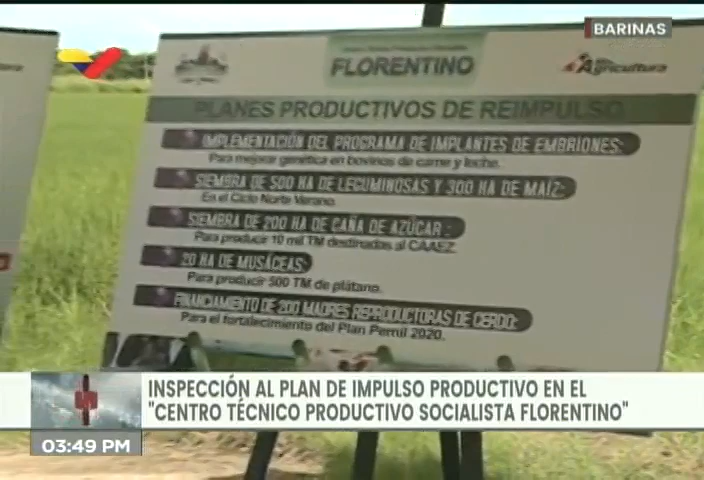 BARINAS
FLORENTINO
Agricultura
PLANES PRODUCTIVOS DE REIMPULSO
IMPLEMENTACIÓN DEL PROGRAMA DE IMPLANTES DE EMBRIONES:
Para mejorar genética en bovinos de carne y leche.
SIEMBRA DE 500 HA DE LEGUMINOSAS Y 300 HA DE MAÍZ:
En el Ciclo Norte Verano.
SIEMBRA DE 200 HA DE CAÑA DE AZÚCAR :
Para producir 10 mil TM destinadas al CAAEZ.
20 HA DE MUSÁCEAS:
Para producir 500 TM de plátano.
FINANCIAMIENTO DE 200 MADRES REPRODUCTORAS DE CERDO:
Para el fortalecimiento del Plan Pernil 2020.
INSPECCIÓN AL PLAN DE IMPULSO PRODUCTIVO EN EL
"CENTRO TÉCNICO PRODUCTIVO SOCIALISTA FLORENTINO"
03:49 PM